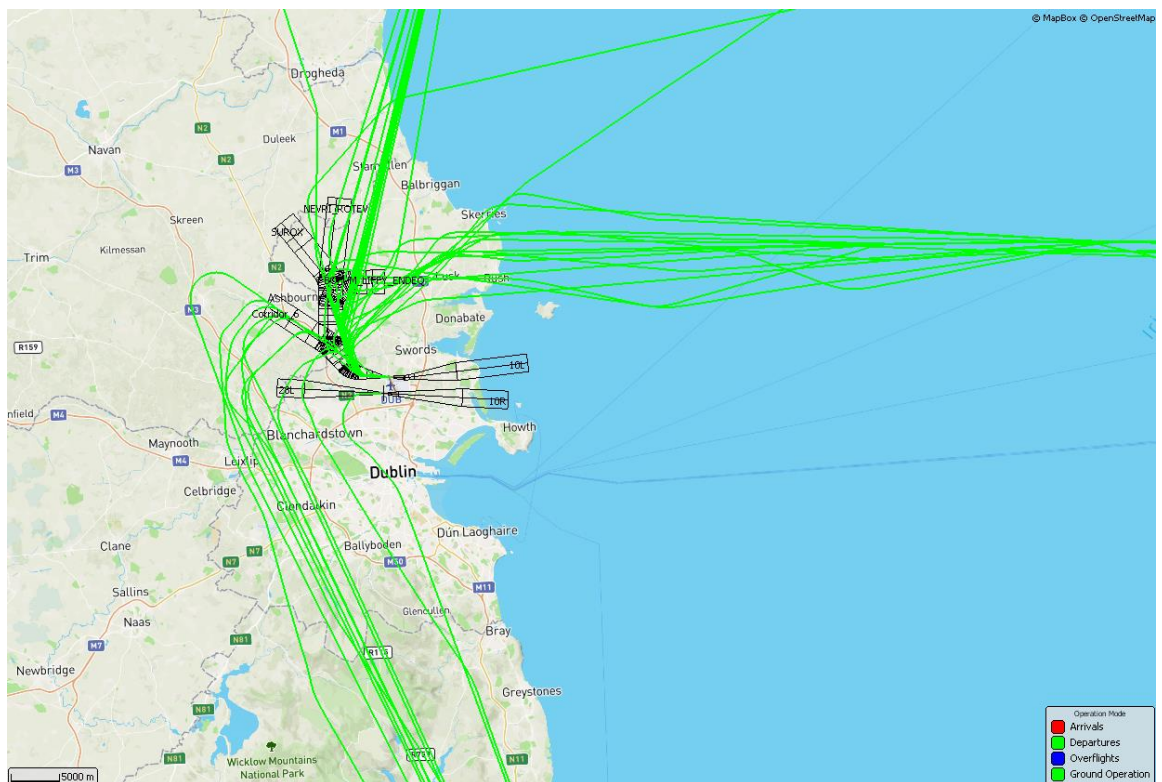 © MapBox © OpenStreetMap
Drogheda
N2
M1
Duleek
Navan
N2
M3
Stamullen
Balbriggan
Skreen
NEVRI_ROTEV
Skerries
SUROX
Kilmessan
Trim
N2
Lusk
Rush
Ashbourne
M3
Corridor_6
Donabate
R159
Swords
10L
28L
DUB
10R
M4
Blanchardstown
Howth
Maynooth
Leixlip
M4
Dublin
Celbridge
Clondalkin
Dún Laoghaire
Clane
N7
N7
Ballyboden
M50
M11
Sallins
Glencullen
Naas
N81
Bray
M7
R115
Newbridge
Greystones
N81
N81
Wicklow Mountains
National Park
N11
5000 m
Operation Mode
Arrivals
Departures
Overflights
Ground Operation